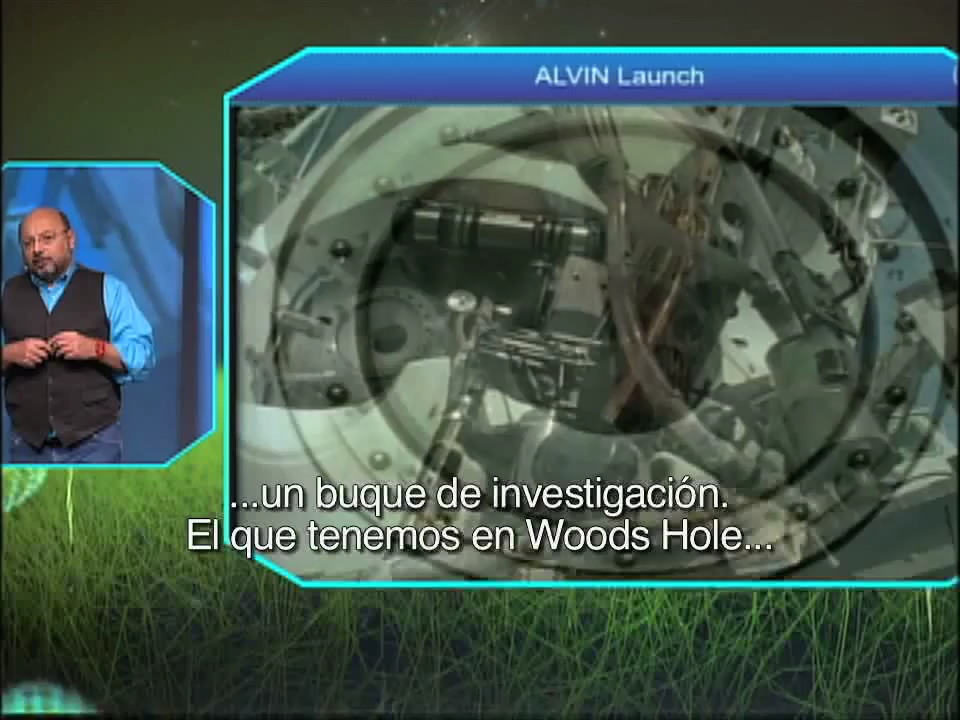 ALVIN Launch
...un buque de investigación.
El que tenemos en Woods Hole...